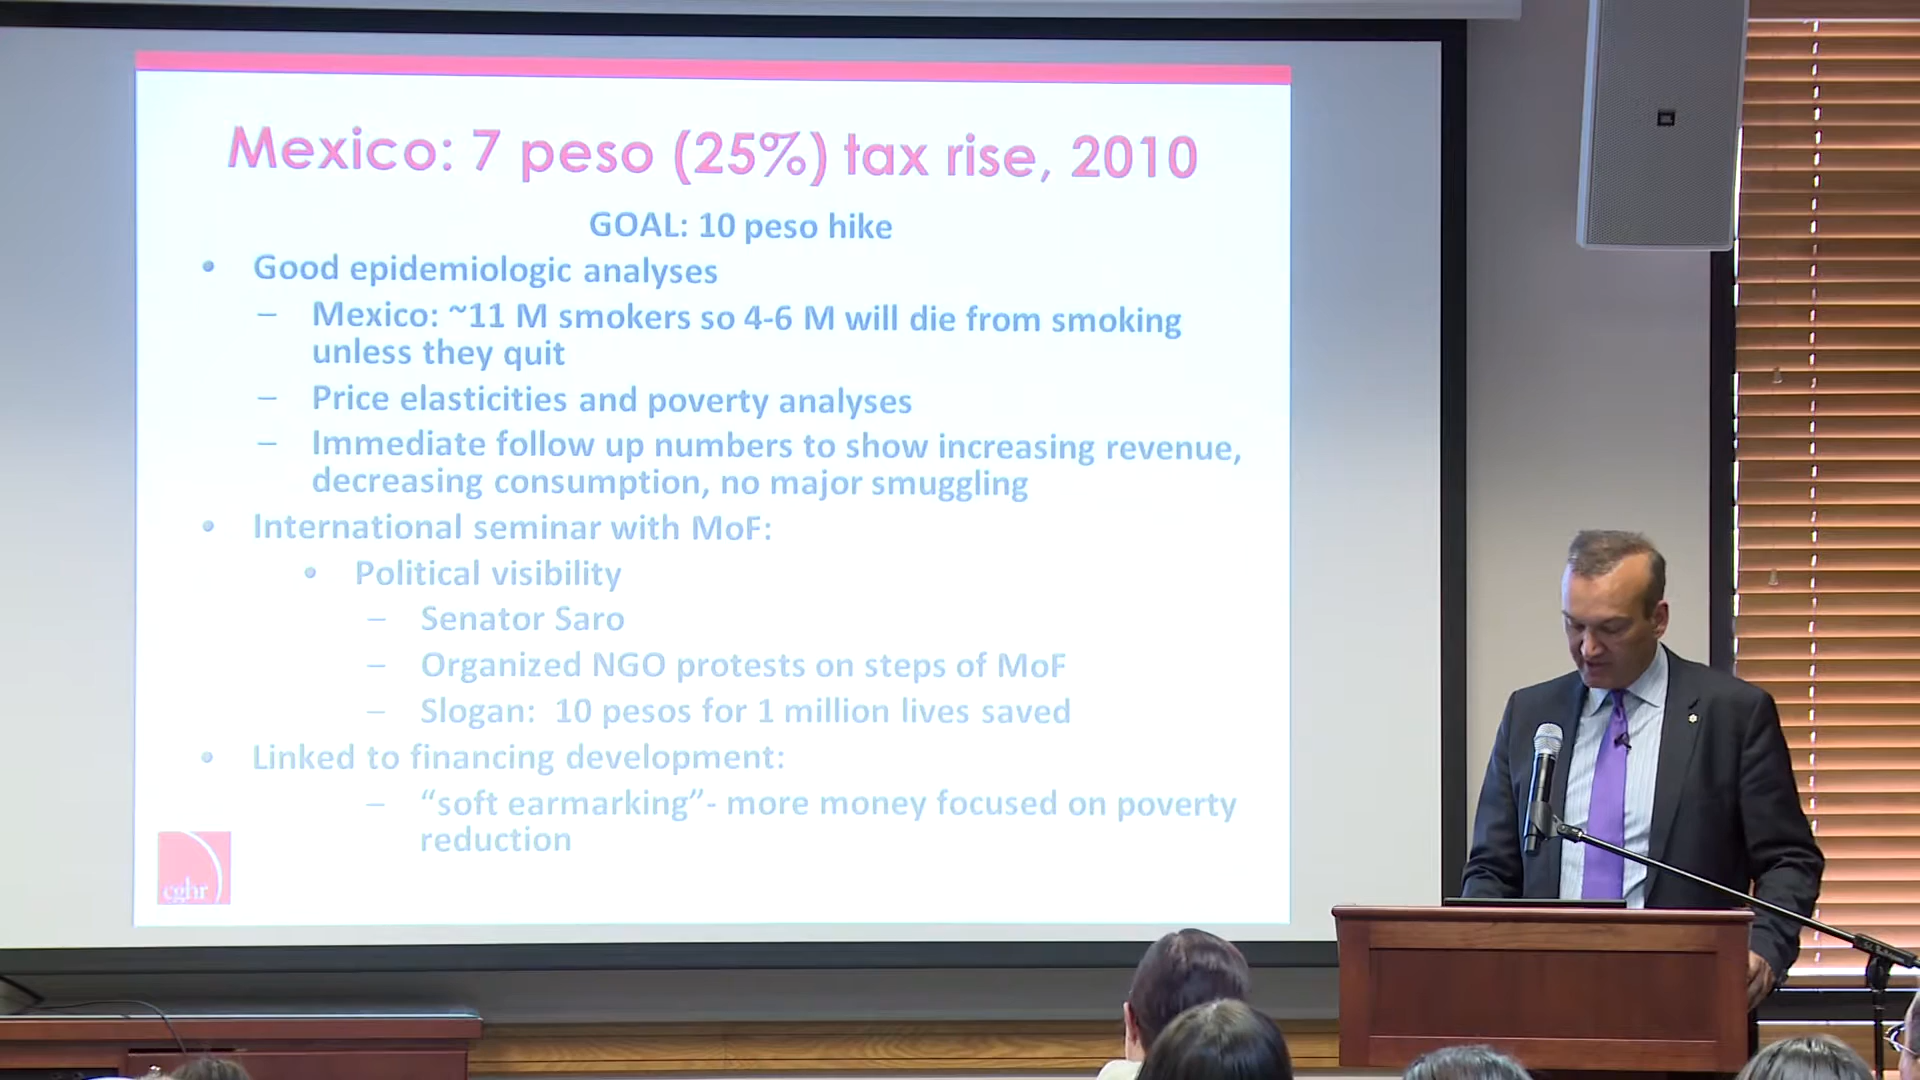 Mexico: 7 peso (25%) tax rise, 2010
GOAL: 10 peso hike
• Good epidemiologic analyses
– Mexico: ~11 M smokers so 4-6 M will die from smoking
unless they quit
– Price elasticities and poverty analyses
– Immediate follow up numbers to show increasing revenue,
decreasing consumption, no major smuggling
• International seminar with MoF:
• Political visibility
– Senator Saro
– Organized NGO protests on steps of MoF
– Slogan: 10 pesos for 1 million lives saved
• Linked to financing development:
– “soft earmarking”- more money focused on poverty
reduction
cghr
JBL